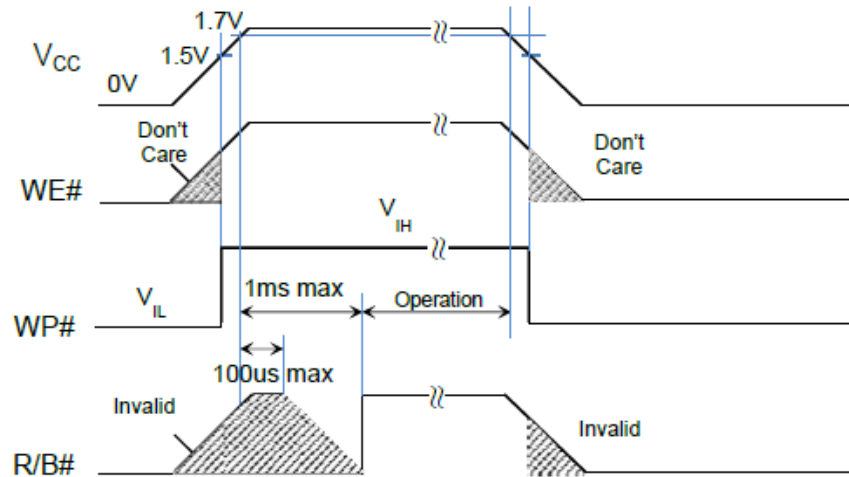 1.7V
VCC
1.5V
0V
Don't
Care
Don't
Care
WE#
VIH
1ms max
Operation
VIL
WP#
100us max
Invalid
Invalid
R/B#